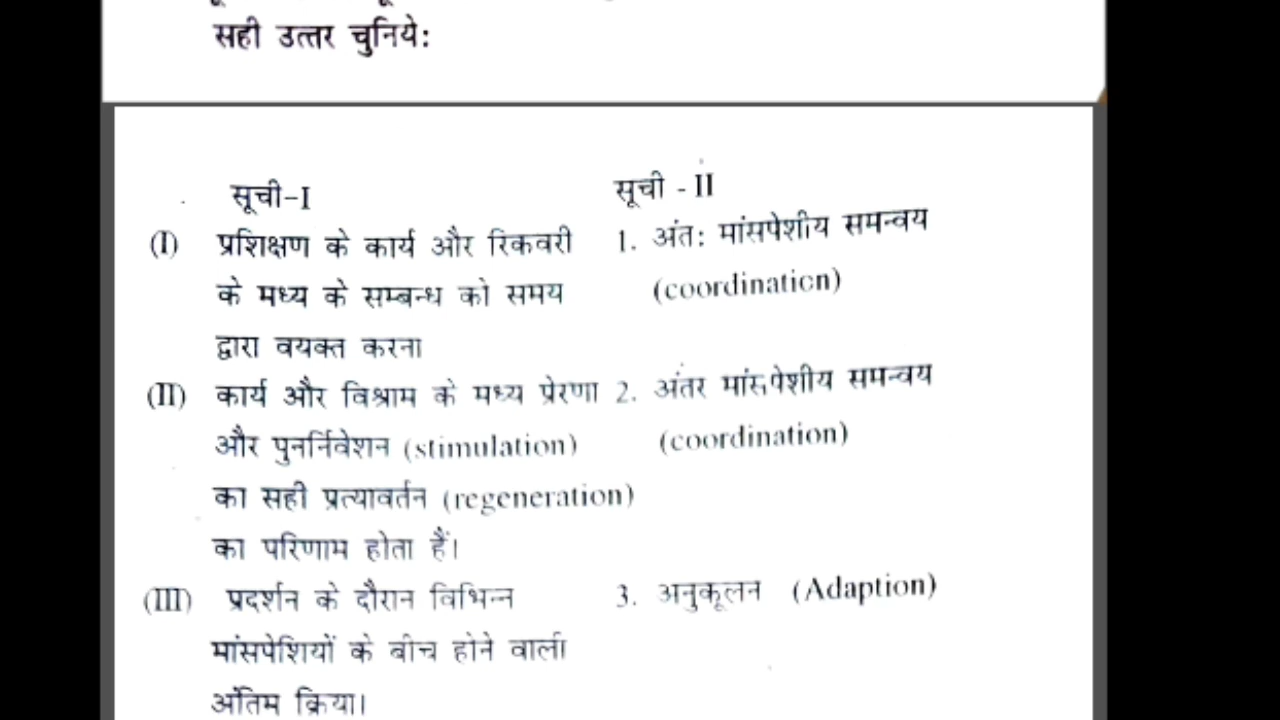 सही उत्तर चुनिये:
सूची-I
सूची - II
(I) प्रशिक्षण के कार्य और रिकवरी
के मध्य के सम्बन्ध को समय
द्वारा वयक्त करना
1. अंत: मांसपेशीय समन्वय
(coordination)
(II) कार्य और विश्राम के मध्य प्रेरणा
और पुनर्निवेशन (stimulation)
का सही प्रत्यावर्तन (regeneration)
का परिणाम होता हैं।
2. अंतर मांसपेशीय समन्वय
(coordination)
(III) प्रदर्शन के दौरान विभिन्न
मांसपेशियों के बीच होने वाली
अंतिम क्रिया।
3. अनुकूलन (Adaption)